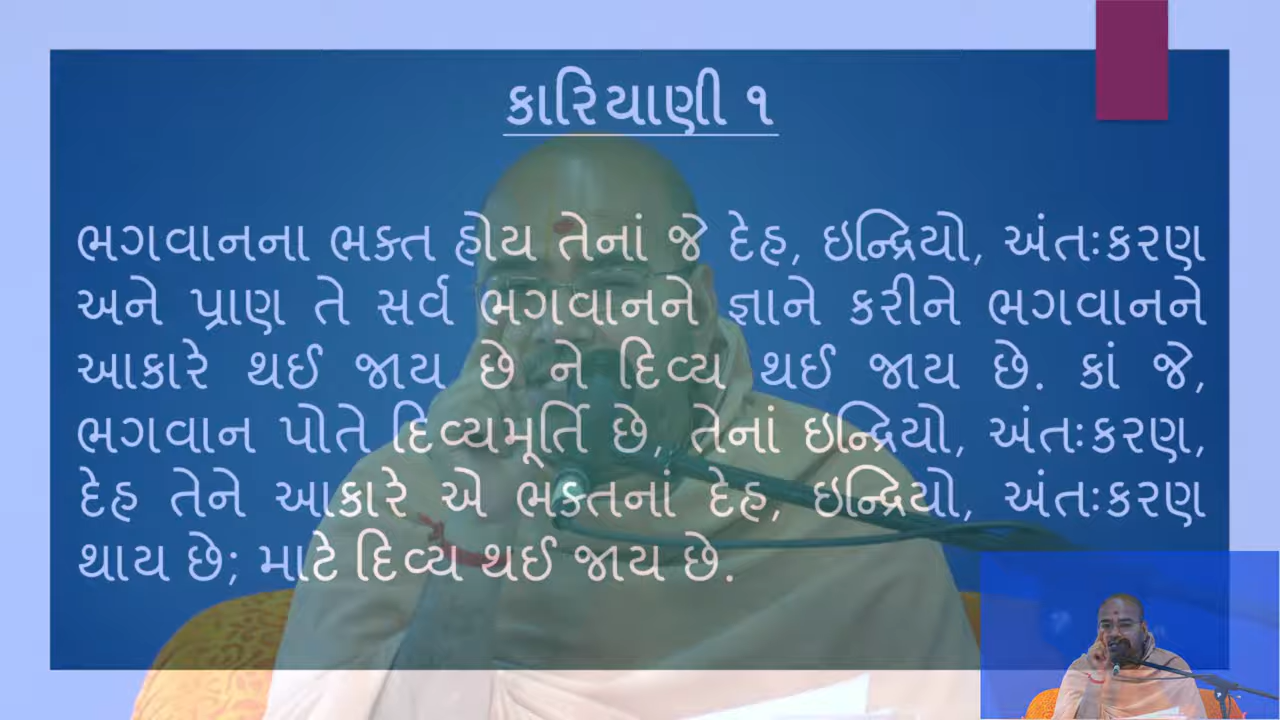 કારિયાણી ૧
ભગવાનના ભક્ત હોય તેનાં જે દેહ, ઇન્દ્રિયો, અંતઃકરણ
અને પ્રાણ તે સર્વ ભગવાનને જ્ઞાને કરીને ભગવાનને
આકારે થઈ જાય છે ને દિવ્ય થઈ જાય છે. કાં જે,
ભગવાન પોતે દિવ્યમૂર્તિ છે, તેનાં ઇન્દ્રિયો, અંતઃકરણ,
દેહ તેને આકારે એ ભક્તનાં દેહ, ઇન્દ્રિયો, અંતઃકરણ
થાય છે; માટે દિવ્ય થઈ જાય છે.